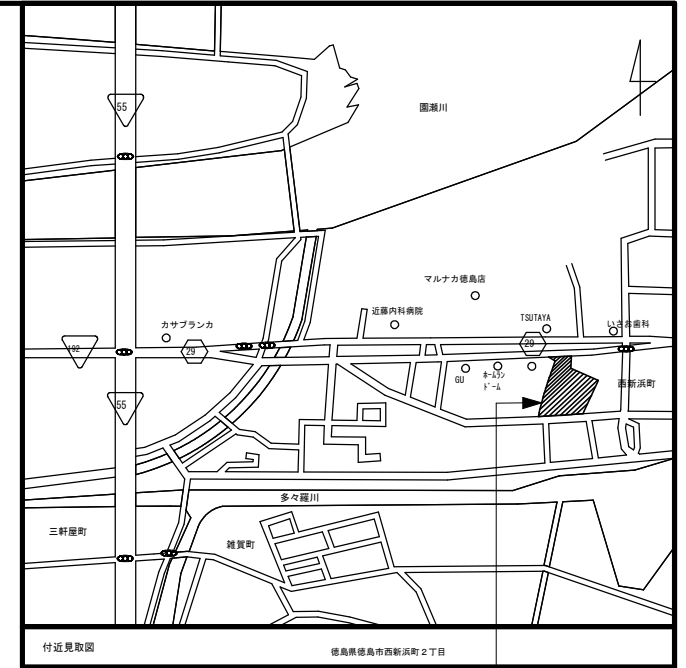 園瀬川
55
マルナカ徳島店
近藤内科病院
TSUTAYA
カサブランカ
いさお歯科
192
29
29
GU
ホームラン
ドーム
西新浜町
55
多々羅川
三軒屋町
雑賀町
付近見取図
徳島県徳島市西新浜町2丁目